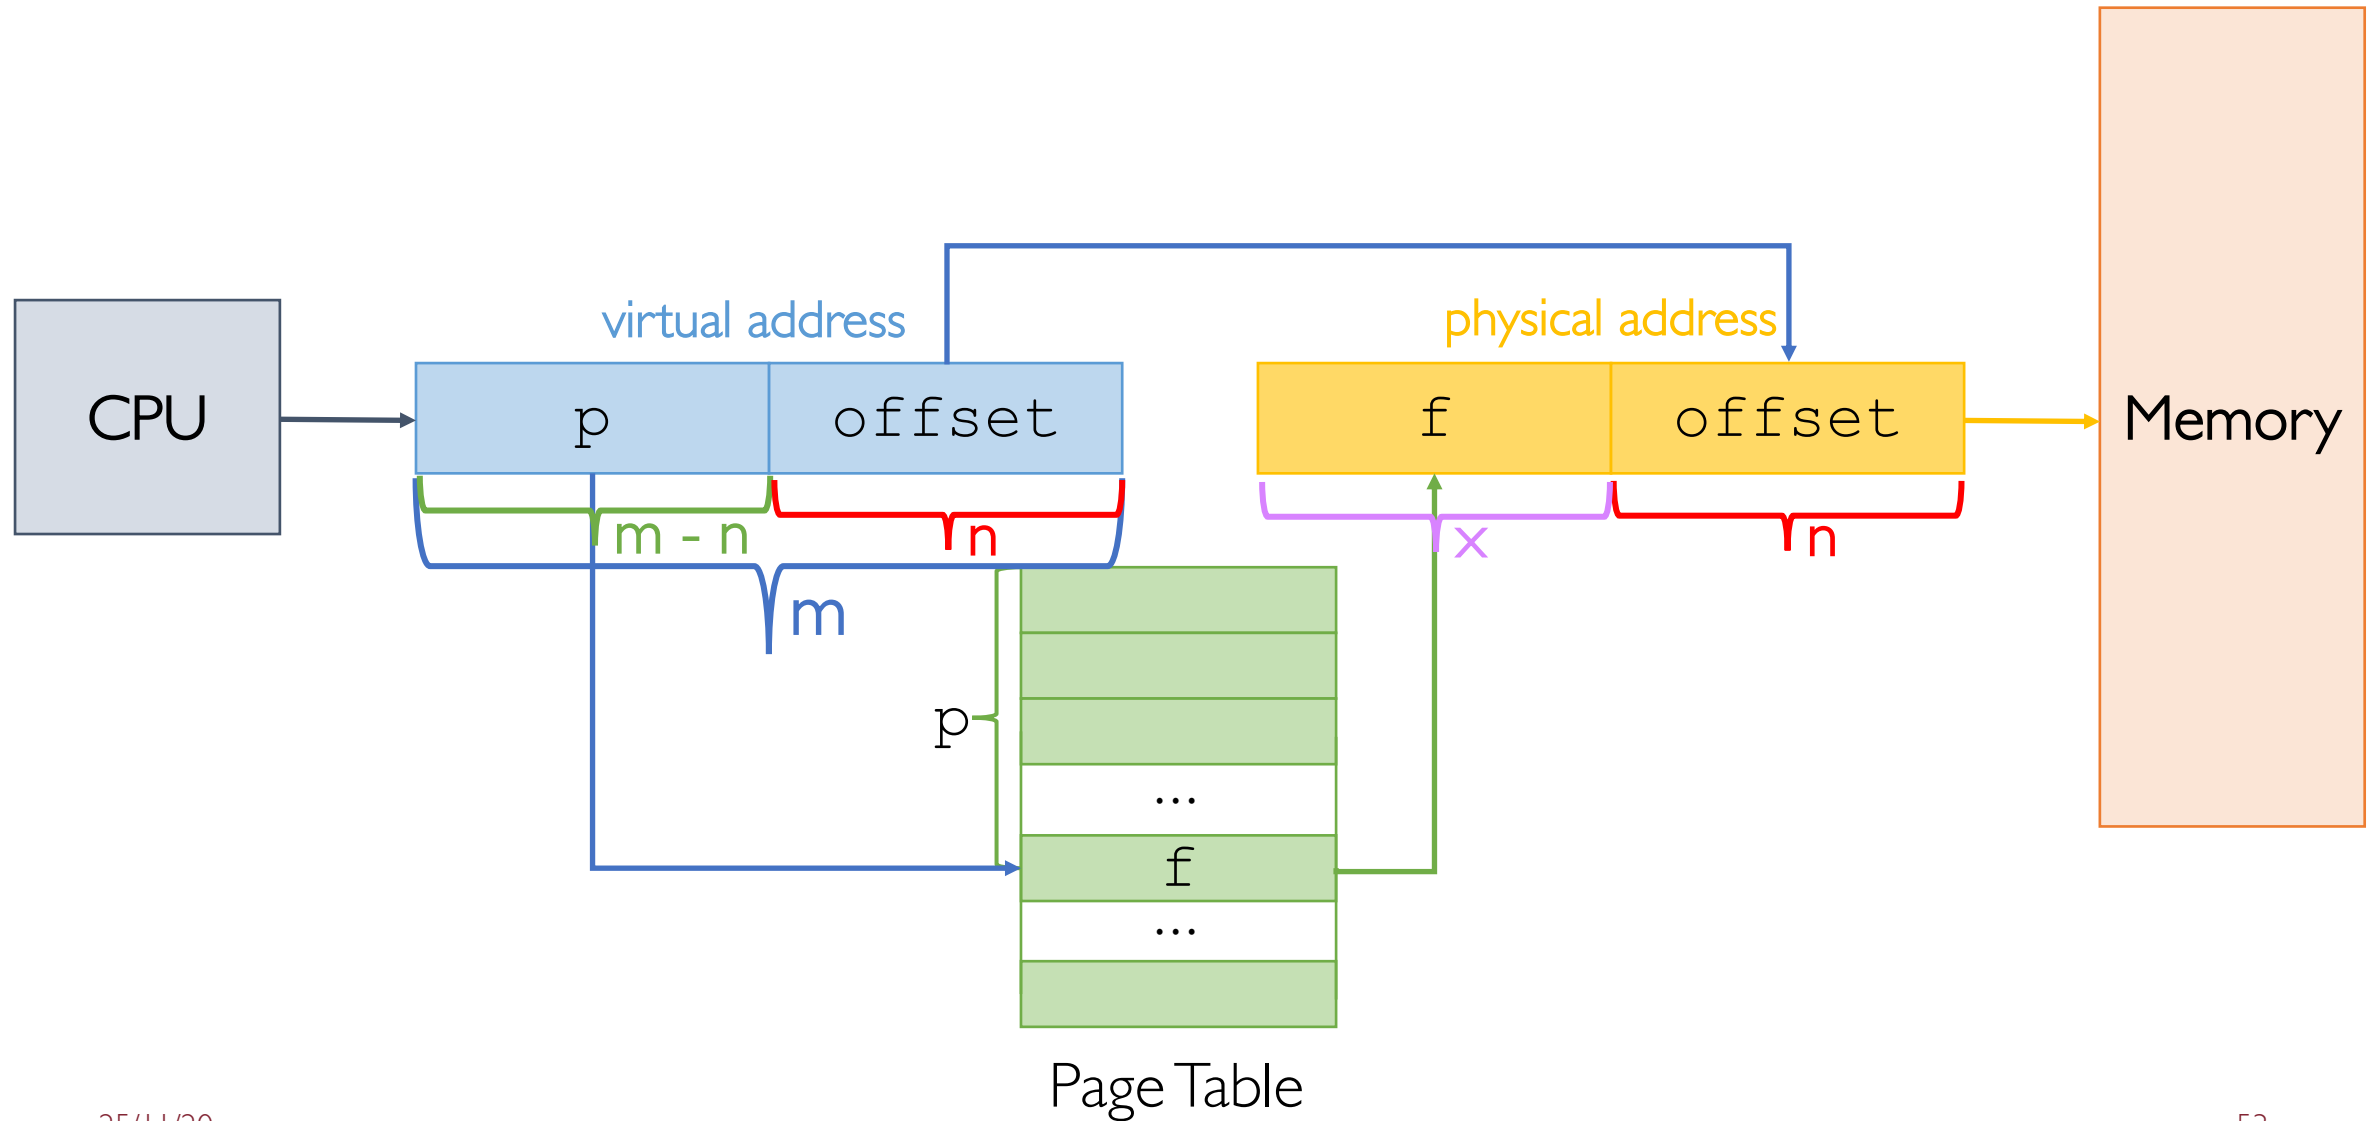 virtual address
physical address
CPU
p
offset
f
offset
Memory
m - n
n
x
n
m
p
...
f
...
Page Table